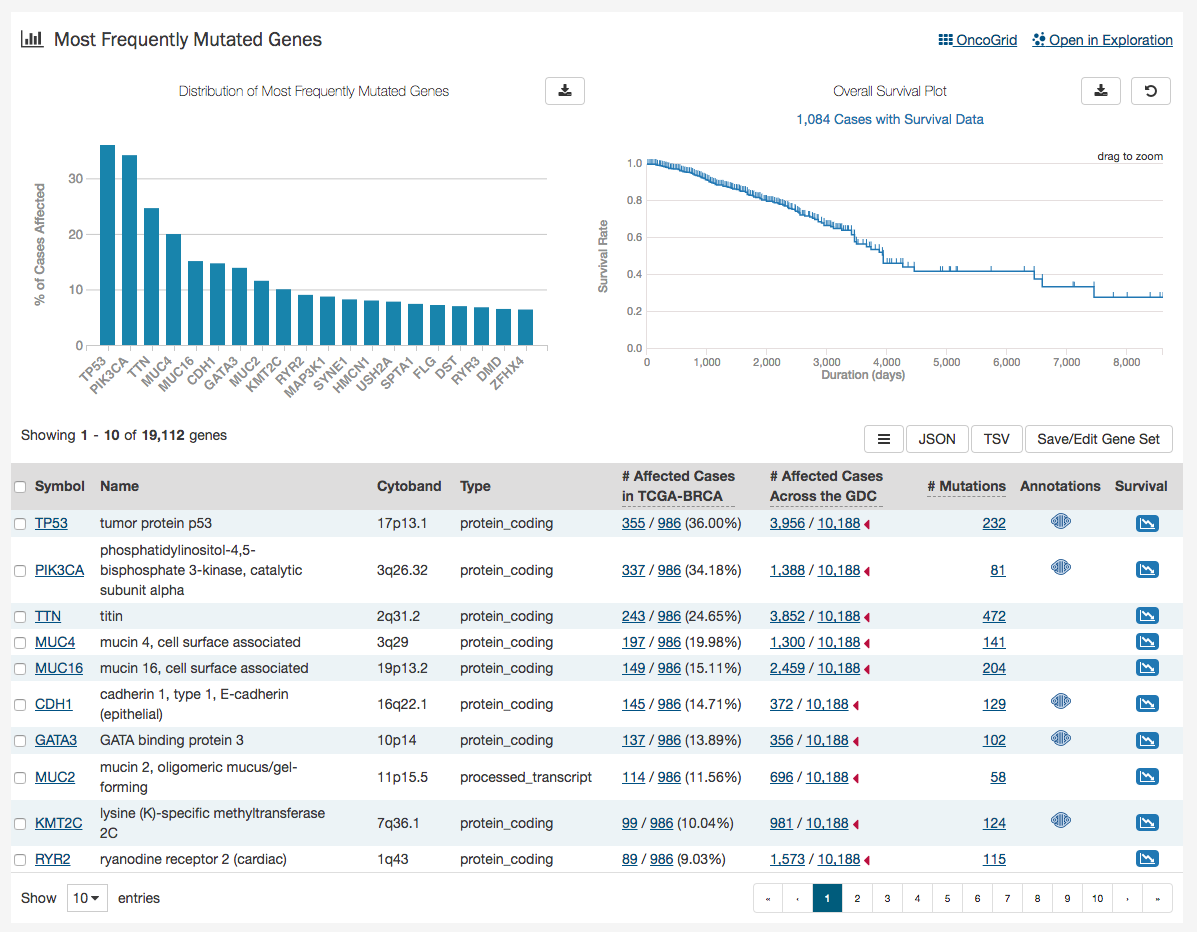 Most Frequently Mutated Genes
OncoGrid
Open in Exploration
Distribution of Most Frequently Mutated Genes
% of Cases Affected
30
20
10
0
TP53
PIK3CA
TTN
MUC4
MUC16
CDH1
GATA3
MUC2
KMT2C
RYR2
MAP3K1
SYNE1
HMCN1
USH2A
SPTA1
FLG
DST
RYR3
DMD
ZFHX4
Overall Survival Plot
1,084 Cases with Survival Data
drag to zoom
Survival Rate
1.0
0.8
0.6
0.4
0.2
0.0
0 1,000 2,000 3,000 4,000 5,000 6,000 7,000 8,000
Duration (days)
Showing 1 - 10 of 19,112 genes
JSON TSV Save/Edit Gene Set
Symbol Name Cytoband Type # Affected Cases in TCGA-BRCA # Affected Cases Across the GDC # Mutations Annotations Survival
TP53 tumor protein p53 17p13.1 protein_coding 355 / 986 (36.00%) 3,956 / 10,188 232
PIK3CA phosphatidylinositol-4,5-bisphosphate 3-kinase, catalytic subunit alpha 3q26.32 protein_coding 337 / 986 (34.18%) 1,388 / 10,188 81
TTN titin 2q31.2 protein_coding 243 / 986 (24.65%) 3,852 / 10,188 472
MUC4 mucin 4, cell surface associated 3q29 protein_coding 197 / 986 (19.98%) 1,300 / 10,188 141
MUC16 mucin 16, cell surface associated 19p13.2 protein_coding 149 / 986 (15.11%) 2,459 / 10,188 204
CDH1 cadherin 1, type 1, E-cadherin (epithelial) 16q22.1 protein_coding 145 / 986 (14.71%) 372 / 10,188 129
GATA3 GATA binding protein 3 10p14 protein_coding 137 / 986 (13.89%) 356 / 10,188 102
MUC2 mucin 2, oligomeric mucus/gel-forming 11p15.5 processed_transcript 114 / 986 (11.56%) 696 / 10,188 58
KMT2C lysine (K)-specific methyltransferase 2C 7q36.1 protein_coding 99 / 986 (10.04%) 981 / 10,188 124
RYR2 ryanodine receptor 2 (cardiac) 1q43 protein_coding 89 / 986 (9.03%) 1,573 / 10,188 115
Show 10 entries
« ‹ 1 2 3 4 5 6 7 8 9 10 › »